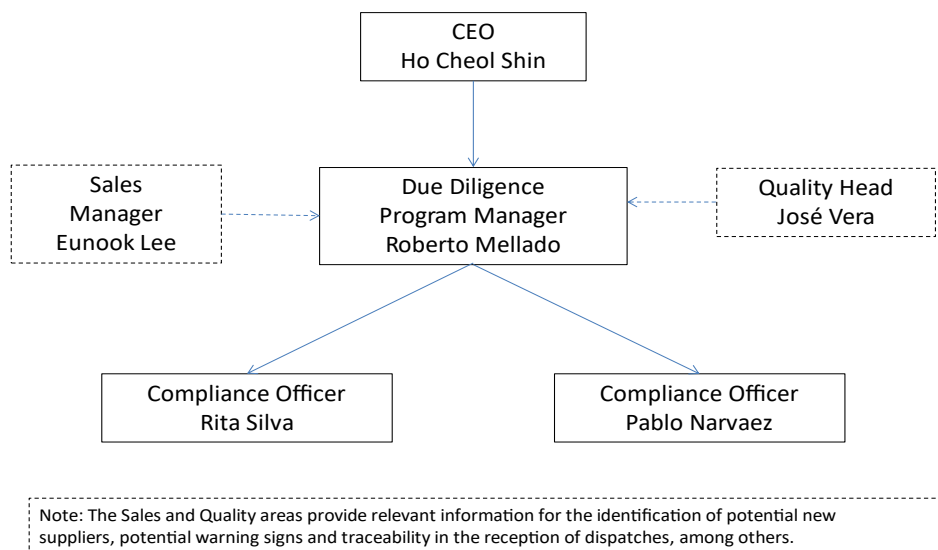 CEO
Ho Cheol Shin
Sales
Manager
Eunook Lee
Due Diligence
Program Manager
Roberto Mellado
Quality Head
José Vera
Compliance Officer
Rita Silva
Compliance Officer
Pablo Narvaez
Note: The Sales and Quality areas provide relevant information for the identification of potential new
suppliers, potential warning signs and traceability in the reception of dispatches, among others.